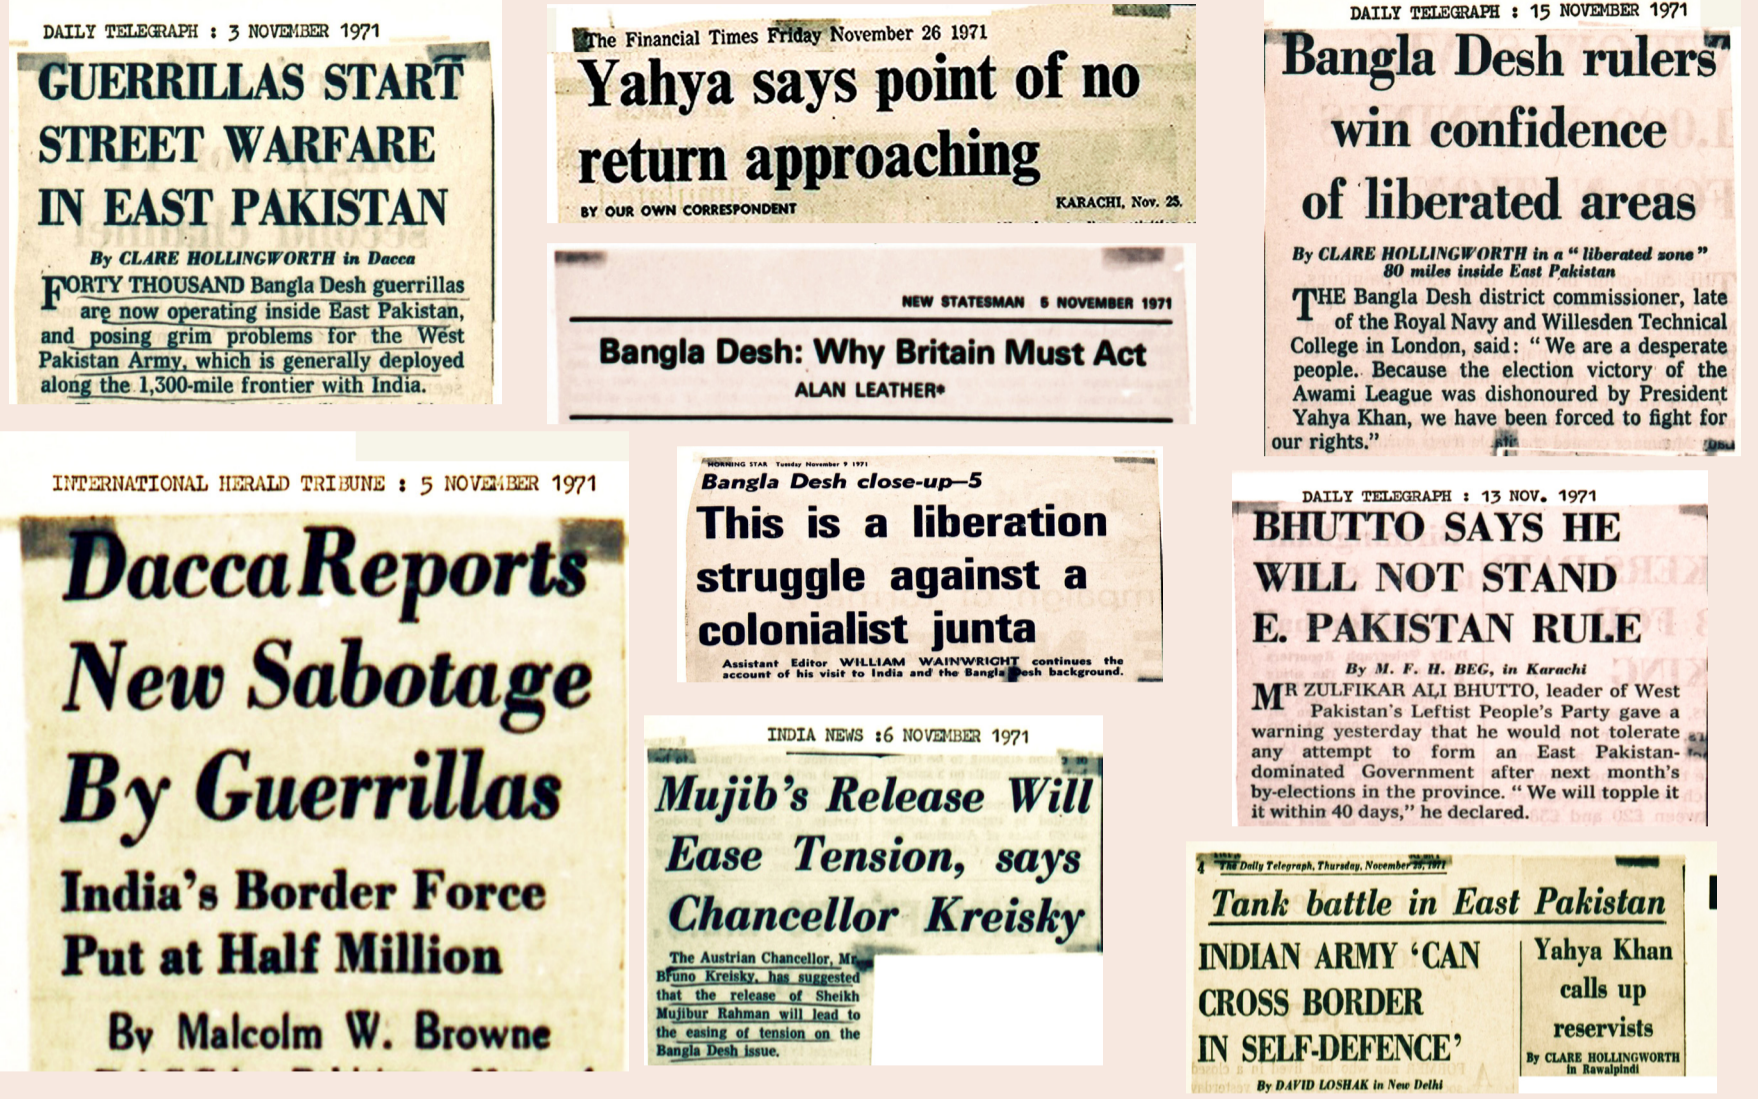 DAILY TELEGRAPH : 3 NOVEMBER 1971
GUERRILLAS START
STREET WARFARE
IN EAST PAKISTAN
By CLARE HOLLINGWORTH in Dacca
FORTY THOUSAND Bangla Desh guerrillas
are now operating inside East Pakistan,
and posing grim problems for the West
Pakistan Army, which is generally deployed
along the 1,300-mile frontier with India.
The Financial Times Friday November 26 1971
Yahya says point of no
return approaching
BY OUR OWN CORRESPONDENT
KARACHI, Nov. 25.
NEW STATESMAN 5 NOVEMBER 1971
Bangla Desh: Why Britain Must Act
ALAN LEATHER*
DAILY TELEGRAPH : 15 NOVEMBER 1971
Bangla Desh rulers
win confidence
of liberated areas
By CLARE HOLLINGWORTH in a “ liberated zone ”
80 miles inside East Pakistan
THE Bangla Desh district commissioner, late
of the Royal Navy and Willesden Technical
College in London, said: “ We are a desperate
people. Because the election victory of the
Awami League was dishonoured by President
Yahya Khan, we have been forced to fight for
our rights.”
INTERNATIONAL HERALD TRIBUNE : 5 NOVEMBER 1971
Dacca Reports
New Sabotage
By Guerrillas
India’s Border Force
Put at Half Million
By Malcolm W. Browne
MORNING STAR Tuesday November 9 1971
Bangla Desh close-up—5
This is a liberation
struggle against a
colonialist junta
Assistant Editor WILLIAM WAINWRIGHT continues the
account of his visit to India and the Bangla Desh background.
INDIA NEWS :6 NOVEMBER 1971
Mujib’s Release Will
Ease Tension, says
Chancellor Kreisky
The Austrian Chancellor, Mr.
Bruno Kreisky, has suggested
that the release of Sheikh
Mujibur Rahman will lead to
the easing of tension on the
Bangla Desh issue.
DAILY TELEGRAPH : 13 NOV. 1971
BHUTTO SAYS HE
WILL NOT STAND
E. PAKISTAN RULE
By M. F. H. BEG, in Karachi
MR ZULFIKAR ALI BHUTTO, leader of West
Pakistan’s Leftist People’s Party gave a
warning yesterday that he would not tolerate
any attempt to form an East Pakistan-
dominated Government after next month’s
by-elections in the province. “ We will topple it
it within 40 days,” he declared.
4 The Daily Telegraph, Thursday, November 25, 1971
Tank battle in East Pakistan
INDIAN ARMY ‘CAN
CROSS BORDER
IN SELF-DEFENCE’
By DAVID LOSHAK in New Delhi
Yahya Khan
calls up
reservists
By CLARE HOLLINGWORTH
in Rawalpindi